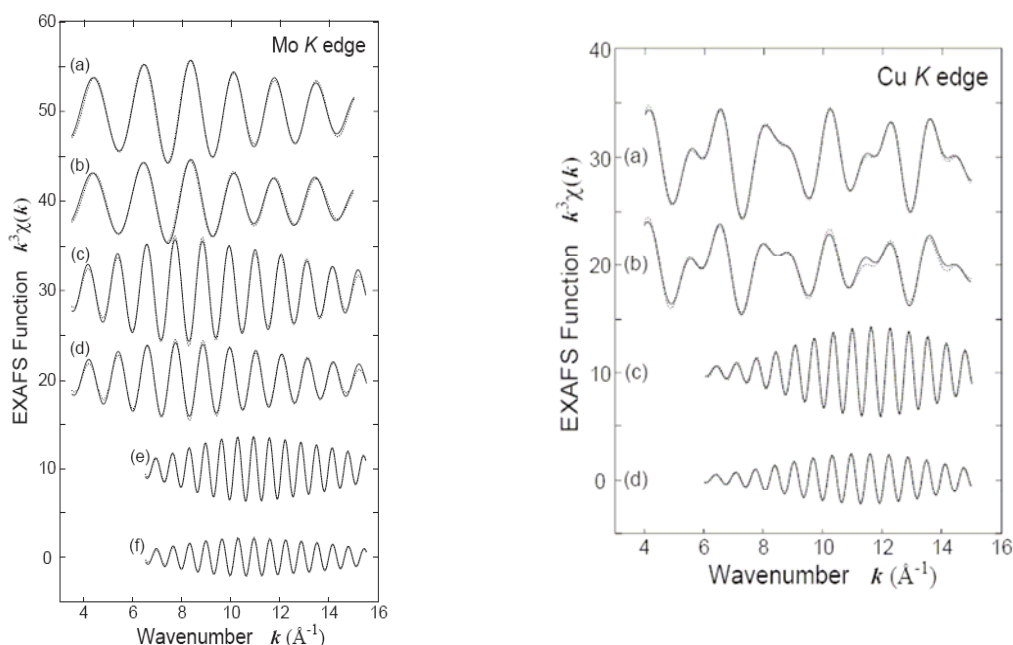 60
50
40
30
20
10
0
Mo K edge
(a)
(b)
(c)
(d)
(e)
(f)
EXAFS Function k³χ(k)
4 6 8 10 12 14 16
Wavenumber k (Å⁻¹)
40
30
20
10
0
Cu K edge
(a)
(b)
(c)
(d)
EXAFS Function k³χ(k)
4 6 8 10 12 14 16
Wavenumber k (Å⁻¹)